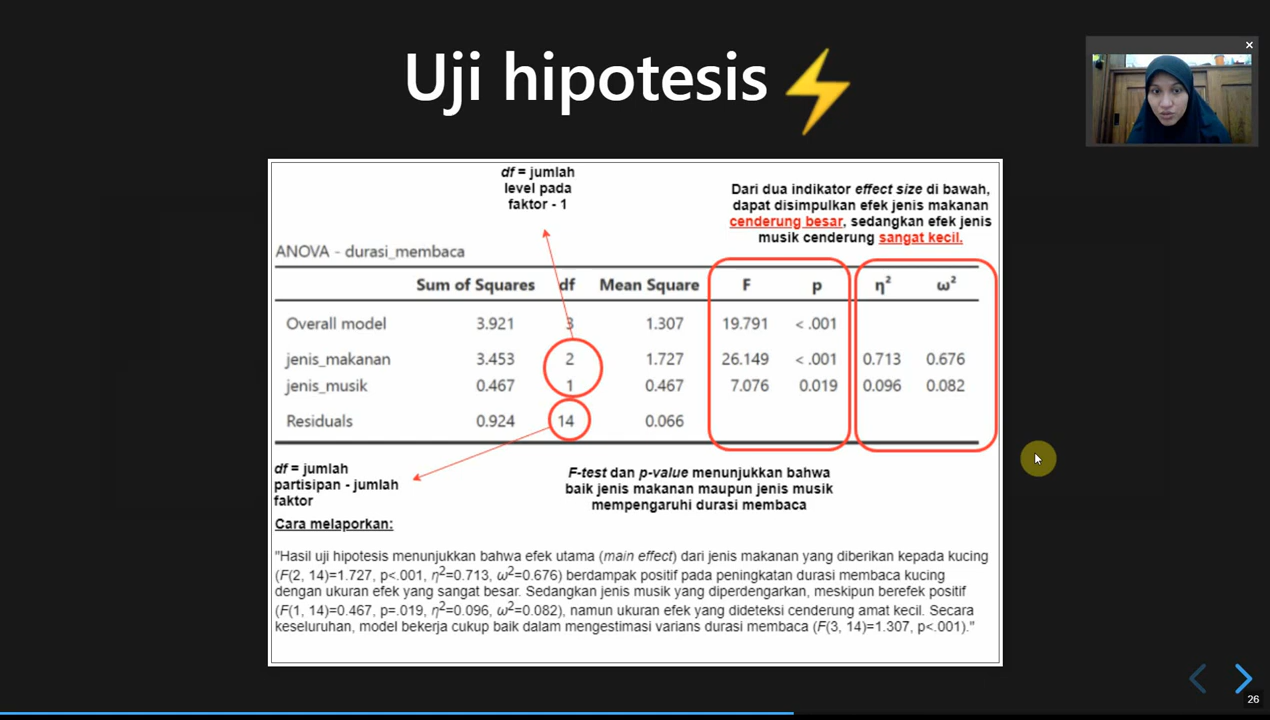 Uji hipotesis⚡
df = jumlah
level pada
faktor - 1
Dari dua indikator effect size di bawah,
dapat disimpulkan efek jenis makanan
cenderung besar, sedangkan efek jenis
musik cenderung sangat kecil.
ANOVA - durasi_membaca
Sum of Squares df Mean Square F p η² ω²
Overall model 3.921 3 1.307 19.791 < .001
jenis_makanan 3.453 2 1.727 26.149 < .001 0.713 0.676
jenis_musik 0.467 1 0.467 7.076 0.019 0.096 0.082
Residuals 0.924 14 0.066
df = jumlah
partisipan - jumlah
faktor
F-test dan p-value menunjukkan bahwa
baik jenis makanan maupun jenis musik
mempengaruhi durasi membaca
Cara melaporkan:
"Hasil uji hipotesis menunjukkan bahwa efek utama (main effect) dari jenis makanan yang diberikan kepada kucing
(F(2, 14)=1.727, p<.001, η²=0.713, ω²=0.676) berdampak positif pada peningkatan durasi membaca kucing
dengan ukuran efek yang sangat besar. Sedangkan jenis musik yang diperdengarkan, meskipun berefek positif
(F(1, 14)=0.467, p=.019, η²=0.096, ω²=0.082), namun ukuran efek yang dideteksi cenderung amat kecil. Secara
keseluruhan, model bekerja cukup baik dalam mengestimasi varians durasi membaca (F(3, 14)=1.307, p<.001)."
26